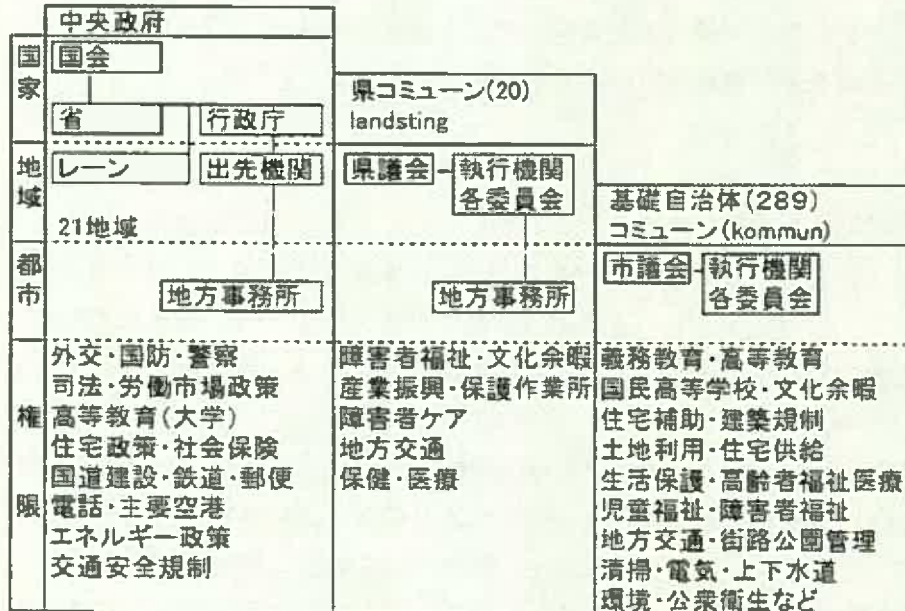 中央政府
国家
国会
省
行政庁
県コミューン(20)
landsting
地域
レーン
出先機関
県議会
執行機関
各委員会
21地域
基礎自治体(289)
コミューン(kommun)
都市
地方事務所
地方事務所
市議会
執行機関
各委員会
権限
外交・国防・警察
司法・労働市場政策
高等教育(大学)
住宅政策・社会保険
国道建設・鉄道・郵便
電話・主要空港
エネルギー政策
交通安全規制
障害者福祉・文化余暇
産業振興・保護作業所
障害者ケア
地方交通
保健・医療
義務教育・高等教育
国民高等学校・文化余暇
住宅補助・建築規制
土地利用・住宅供給
生活保護・高齢者福祉医療
児童福祉・障害者福祉
地方交通・街路公園管理
清掃・電気・上下水道
環境・公衆衛生など